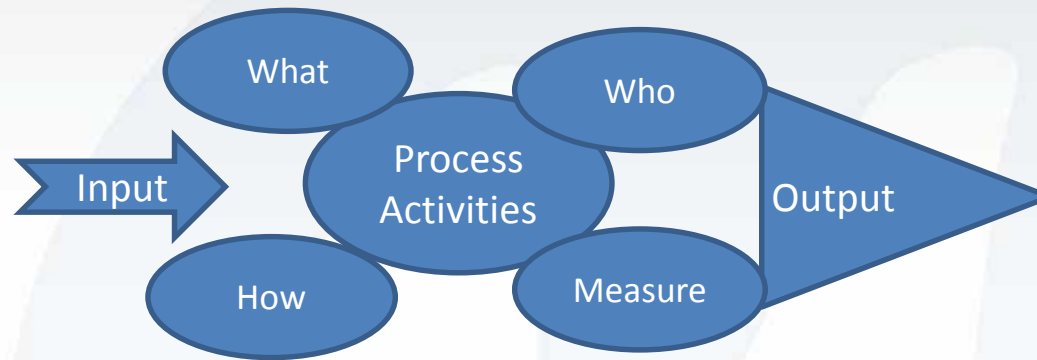 What
Who
Input
Process
Activities
Output
How
Measure